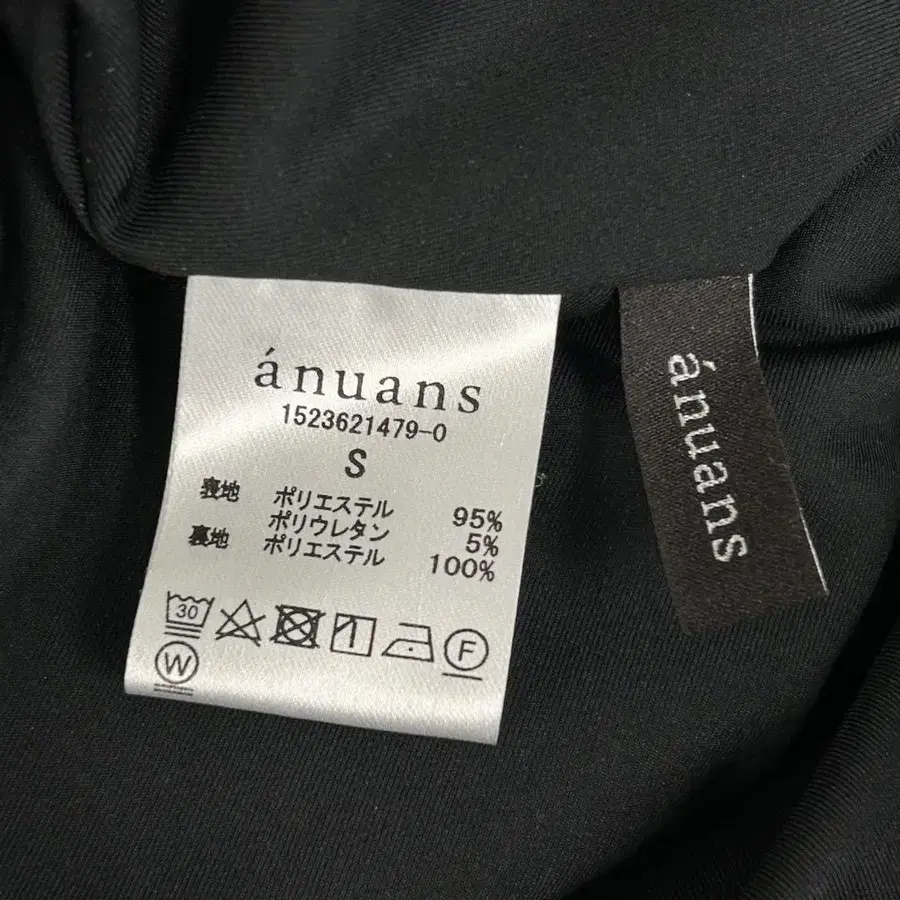 ánuans
1523621479-0
S
表地 ポリエステル 95%
ポリウレタン 5%
裏地 ポリエステル 100%
30
F
W
ánuans